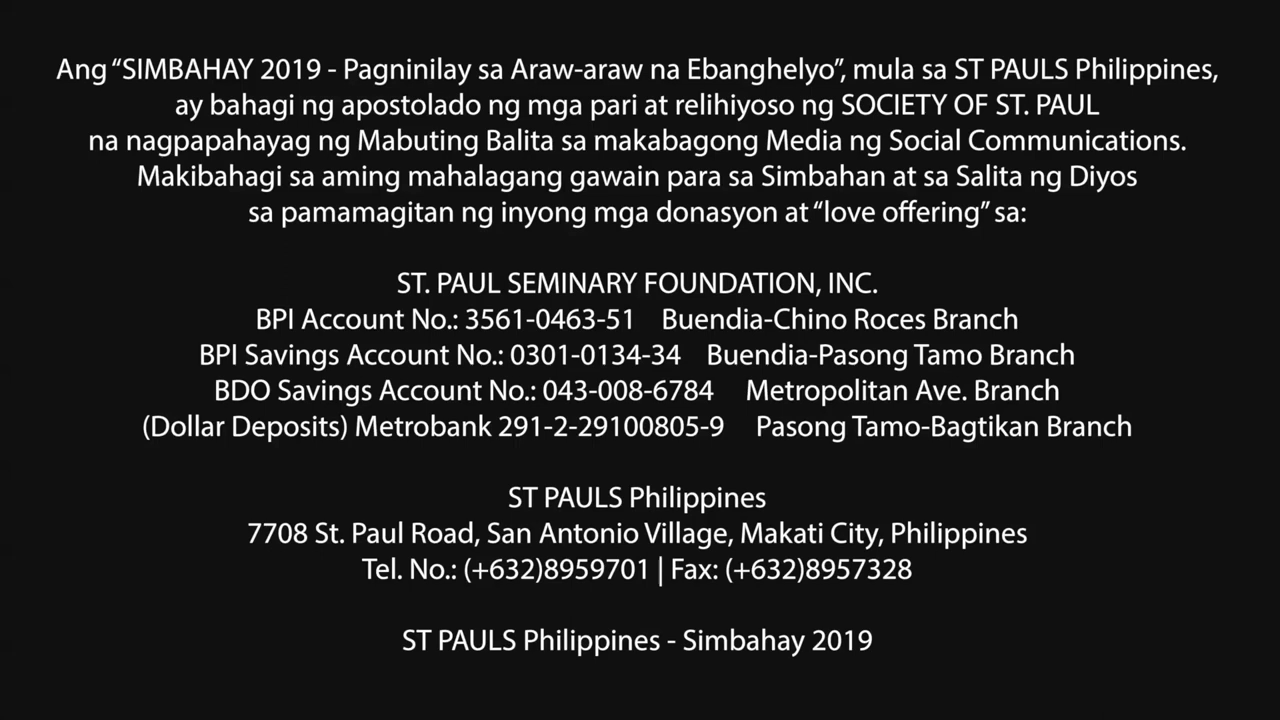 Ang “SIMBAHAY 2019 - Pagninilay sa Araw-araw na Ebanghelyo”, mula sa ST PAULS Philippines,
ay bahagi ng apostolado ng mga pari at relihiyoso ng SOCIETY OF ST. PAUL
na nagpapahayag ng Mabuting Balita sa makabagong Media ng Social Communications.
Makibahagi sa aming mahalagang gawain para sa Simbahan at sa Salita ng Diyos
sa pamamagitan ng inyong mga donasyon at “love offering” sa:
ST. PAUL SEMINARY FOUNDATION, INC.
BPI Account No.: 3561-0463-51 Buendia-Chino Roces Branch
BPI Savings Account No.: 0301-0134-34 Buendia-Pasong Tamo Branch
BDO Savings Account No.: 043-008-6784 Metropolitan Ave. Branch
(Dollar Deposits) Metrobank 291-2-29100805-9 Pasong Tamo-Bagtikan Branch
ST PAULS Philippines
7708 St. Paul Road, San Antonio Village, Makati City, Philippines
Tel. No.: (+632)8959701 | Fax: (+632)8957328
ST PAULS Philippines - Simbahay 2019